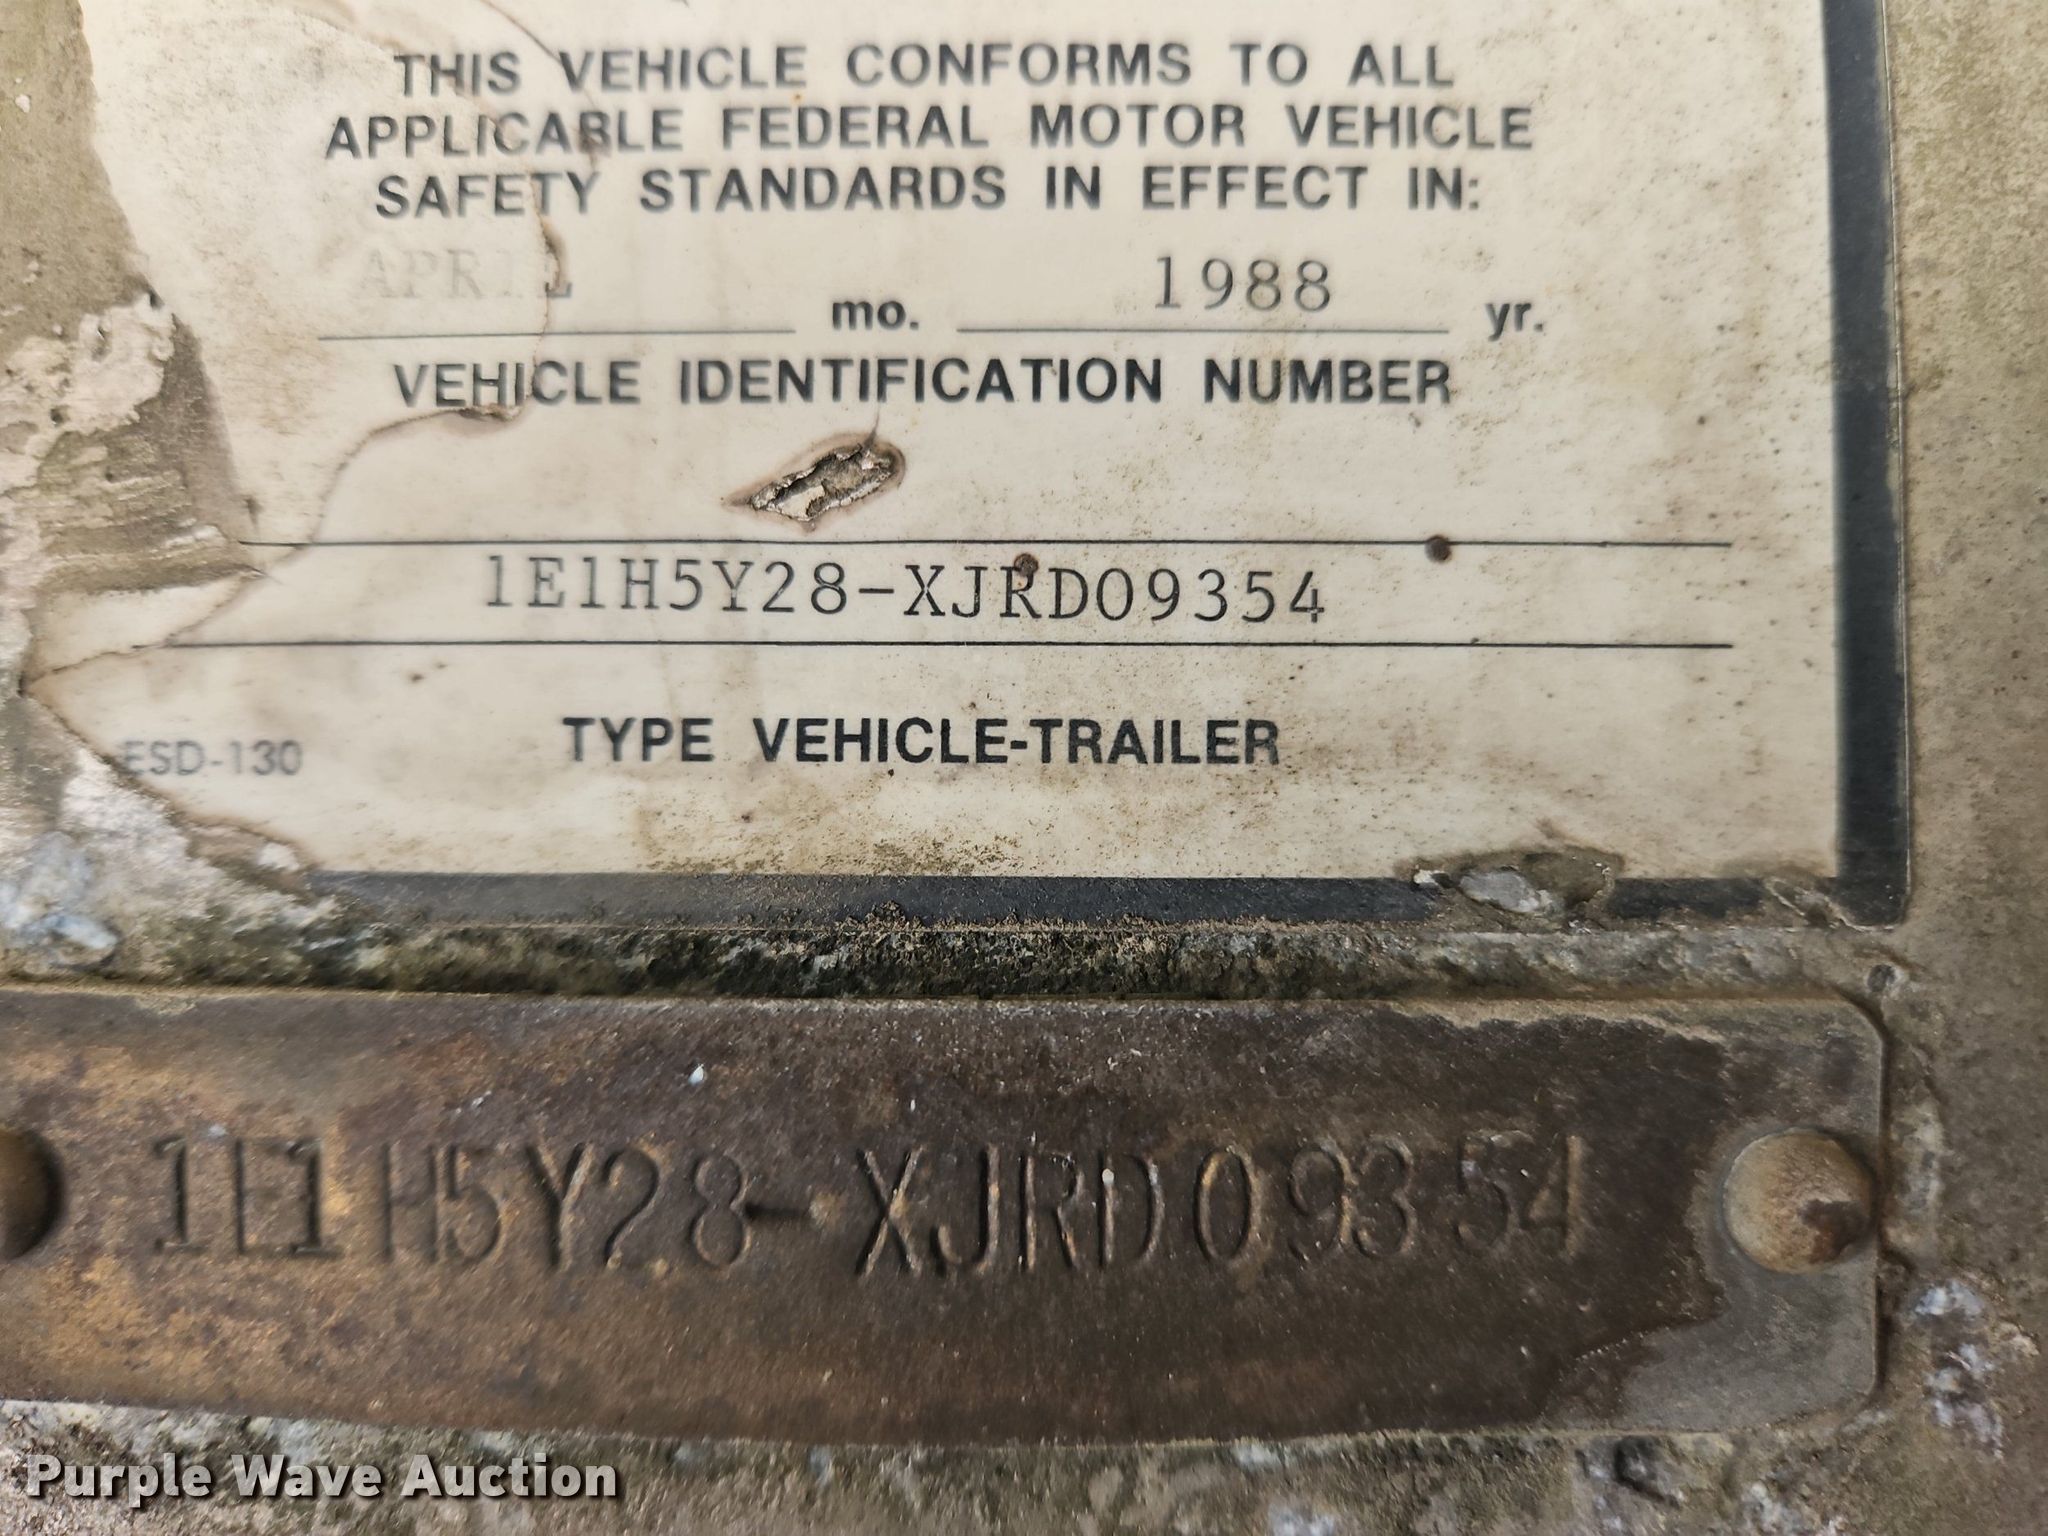 THIS VEHICLE CONFORMS TO ALL
APPLICABLE FEDERAL MOTOR VEHICLE
SAFETY STANDARDS IN EFFECT IN:
APRIL mo. 1988 yr.
VEHICLE IDENTIFICATION NUMBER
1E1H5Y28-XJRD09354
ESD-130 TYPE VEHICLE-TRAILER
1E1H5Y28-XJRD09354
Purple Wave Auction